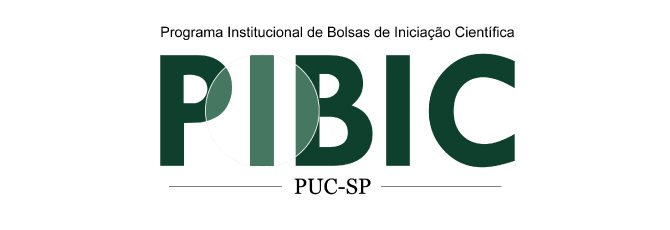 Programa Institucional de Bolsas de Iniciação Científica
PIBIC
PUC-SP